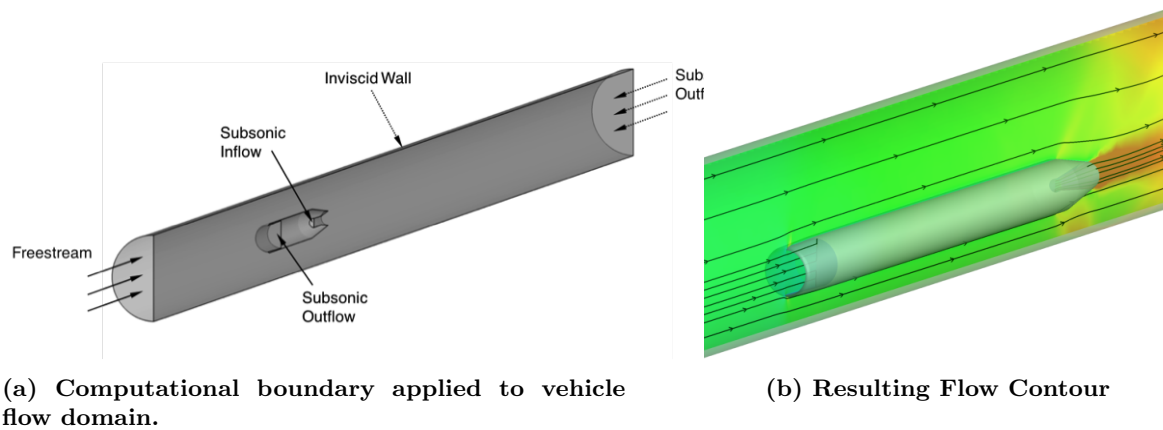 Inviscid Wall
Sub
Outf
Subsonic
Inflow
Freestream
Subsonic
Outflow
(a) Computational boundary applied to vehicle
flow domain.
(b) Resulting Flow Contour